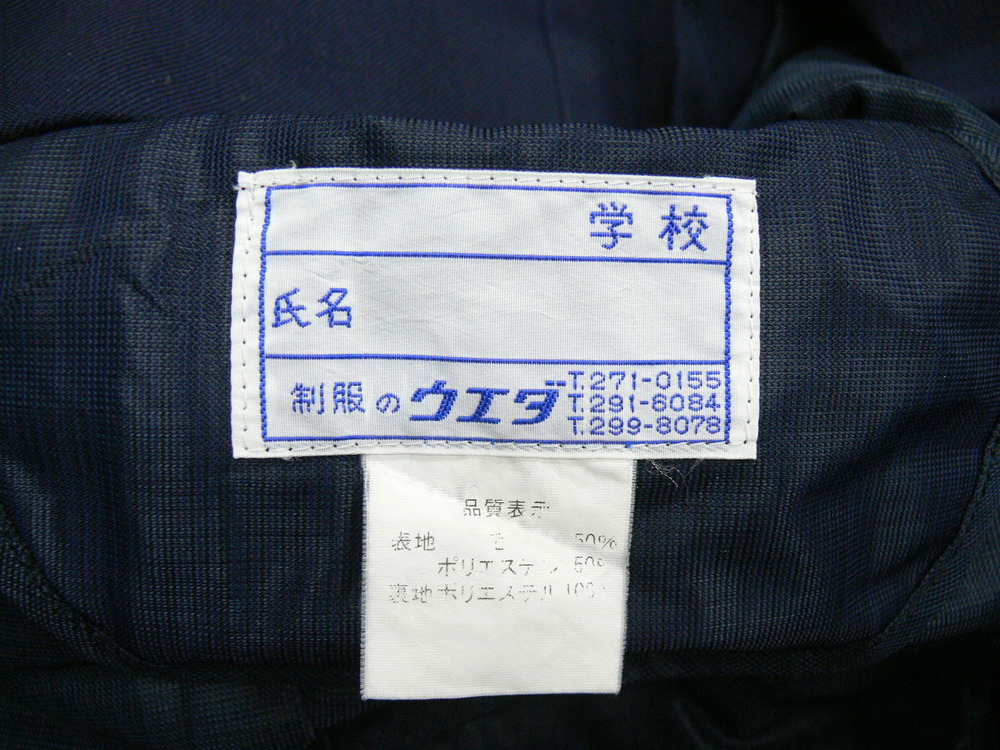 学校
氏名
制服のウエダ
T.271-0155
T.291-6084
T.299-8078
品質表示
表地 毛 50%
ポリエステル 50%
裏地ポリエステル 100%